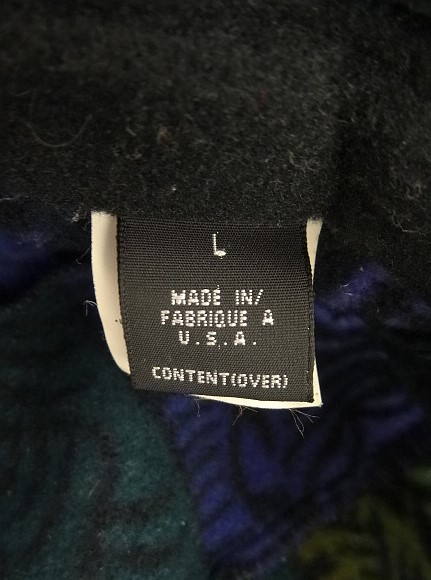 L
MADE IN/
FABRIQUE A
U.S.A.
CONTENT(OVER)